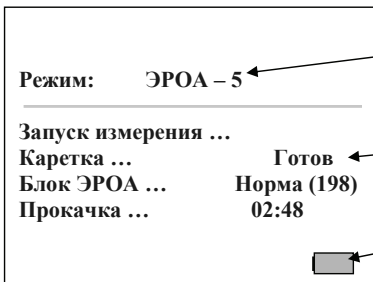 Режим: ЭРОА – 5
Запуск измерения …
Каретка … Готов
Блок ЭРОА … Норма (198)
Прокачка … 02:48